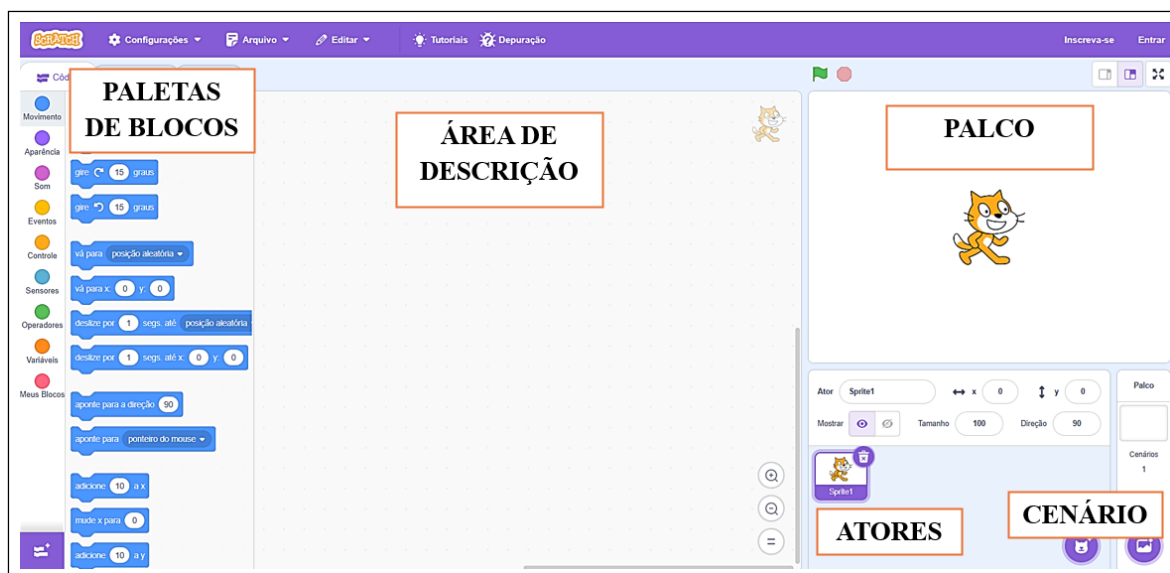 SCRATCH Configurações Arquivo Editar Tutoriais Depuração Inscreva-se Entrar
Cód
PALETAS
DE BLOCOS
Movimento
Aparência
Som
Eventos
Controle
Sensores
Operadores
Variáveis
Meus Blocos
gire 15 graus
gire 15 graus
vá para posição aleatória
vá para x: 0 y: 0
deslize por 1 segs. até posição aleatória
deslize por 1 segs. até x: 0 y: 0
aponte para a direção 90
aponte para ponteiro do mouse
adicione 10 a x
mude x para 0
adicione 10 a y
ÁREA DE
DESCRIÇÃO
PALCO
Ator Sprite1 x 0 y 0
Mostrar Tamanho 100 Direção 90
Sprite1
ATORES
Palco
Cenários
1
CENÁRIO